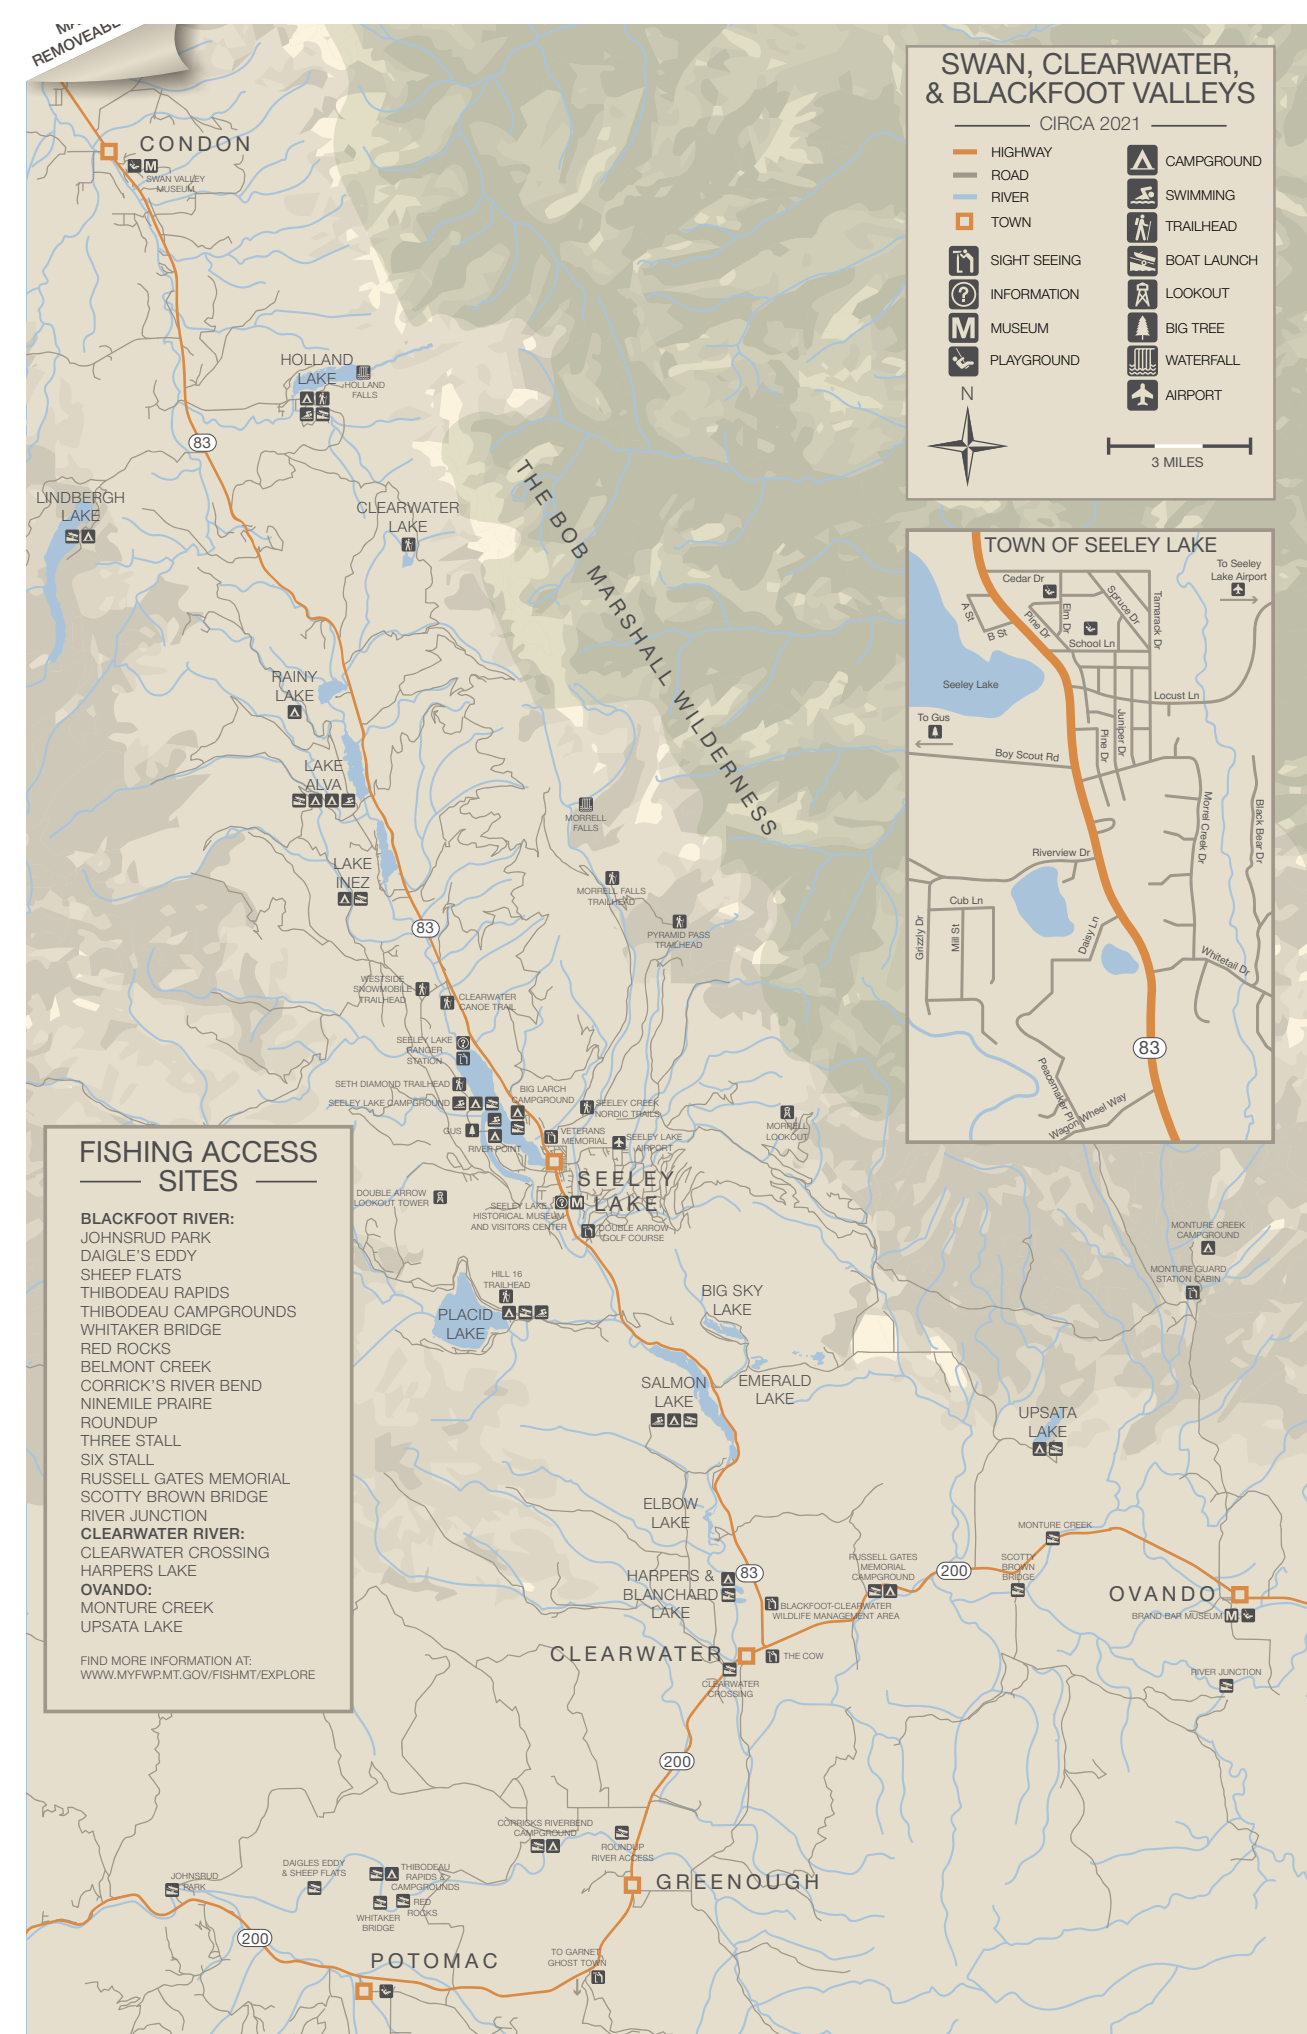 REMOVEABLE
SWAN, CLEARWATER,
& BLACKFOOT VALLEYS
CIRCA 2021
HIGHWAY
ROAD
RIVER
TOWN
SIGHT SEEING
INFORMATION
M MUSEUM
PLAYGROUND
CAMPGROUND
SWIMMING
TRAILHEAD
BOAT LAUNCH
LOOKOUT
BIG TREE
WATERFALL
AIRPORT
N
3 MILES
CONDON
M
SWAN VALLEY
MUSEUM
HOLLAND
LAKE
HOLLAND
FALLS
83
LINDBERGH
LAKE
CLEARWATER
LAKE
THE BOB MARSHALL WILDERNESS
RAINY
LAKE
LAKE
ALVA
LAKE
INEZ
83
MORRELL
FALLS
MORRELL FALLS
TRAILHEAD
PYRAMID PASS
TRAILHEAD
WESTSIDE
SNOWMOBILE
TRAILHEAD
CLEARWATER
CANOE TRAIL
SEELEY LAKE
RANGER
STATION
SETH DIAMOND TRAILHEAD
SEELEY LAKE CAMPGROUND
BIG LARCH
CAMPGROUND
GUS
RIVER POINT
SEELEY CREEK
NORDIC TRAILS
VETERANS
MEMORIAL
SEELEY LAKE
AIRPORT
MORRELL
LOOKOUT
SEELEY
LAKE
DOUBLE ARROW
LOOKOUT TOWER
SEELEY LAKE
HISTORICAL MUSEUM
AND VISITORS CENTER
M
DOUBLE ARROW
GOLF COURSE
HILL 16
TRAILHEAD
PLACID
LAKE
BIG SKY
LAKE
SALMON
LAKE
EMERALD
LAKE
UPSATA
LAKE
MONTURE CREEK
CAMPGROUND
MONTURE GUARD
STATION CABIN
ELBOW
LAKE
HARPERS &
BLANCHARD
LAKE
83
RUSSELL GATES
MEMORIAL
CAMPGROUND
200
SCOTTY
BROWN
BRIDGE
MONTURE CREEK
OVANDO
BRAND BAR MUSEUM M
BLACKFOOT-CLEARWATER
WILDLIFE MANAGEMENT AREA
CLEARWATER
THE COW
CLEARWATER
CROSSING
RIVER JUNCTION
200
CORRICKS RIVERBEND
CAMPGROUND
ROUNDUP
RIVER ACCESS
GREENOUGH
JOHNSRUD
PARK
DAIGLES EDDY
& SHEEP FLATS
THIBODEAU
RAPIDS &
CAMPGROUNDS
WHITAKER
BRIDGE
RED
ROCKS
200
POTOMAC
TO GARNET
GHOST TOWN
TOWN OF SEELEY LAKE
To Seeley
Lake Airport
Cedar Dr
A St
B St
Pine Dr
Elm Dr
Spruce Dr
Tamarack Dr
School Ln
Seeley Lake
Locust Ln
To Gus
Boy Scout Rd
Pine Dr
Juniper Dr
Morrel Creek Dr
Black Bear Dr
Riverview Dr
Cub Ln
Grizzly Dr
Mill St
Daisy Ln
Whitetail Dr
83
Peacemaker Pl
Wagon Wheel Way
FISHING ACCESS
SITES
BLACKFOOT RIVER:
JOHNSRUD PARK
DAIGLE'S EDDY
SHEEP FLATS
THIBODEAU RAPIDS
THIBODEAU CAMPGROUNDS
WHITAKER BRIDGE
RED ROCKS
BELMONT CREEK
CORRICK'S RIVER BEND
NINEMILE PRAIRE
ROUNDUP
THREE STALL
SIX STALL
RUSSELL GATES MEMORIAL
SCOTTY BROWN BRIDGE
RIVER JUNCTION
CLEARWATER RIVER:
CLEARWATER CROSSING
HARPERS LAKE
OVANDO:
MONTURE CREEK
UPSATA LAKE
FIND MORE INFORMATION AT:
WWW.MYFWP.MT.GOV/FISHMT/EXPLORE